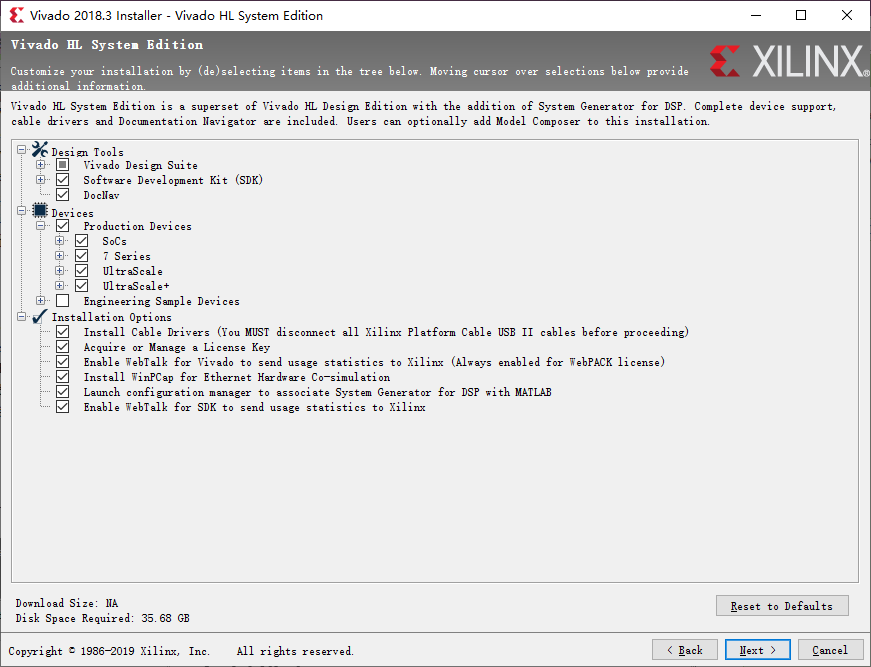 Vivado 2018.3 Installer - Vivado HL System Edition
Vivado HL System Edition
Customize your installation by (de)selecting items in the tree below. Moving cursor over selections below provide
additional information.
XILINX®
Vivado HL System Edition is a superset of Vivado HL Design Edition with the addition of System Generator for DSP. Complete device support,
cable drivers and Documentation Navigator are included. Users can optionally add Model Composer to this installation.
Design Tools
Vivado Design Suite
Software Development Kit (SDK)
DocNav
Devices
Production Devices
SoCs
7 Series
UltraScale
UltraScale+
Engineering Sample Devices
Installation Options
Install Cable Drivers (You MUST disconnect all Xilinx Platform Cable USB II cables before proceeding)
Acquire or Manage a License Key
Enable WebTalk for Vivado to send usage statistics to Xilinx (Always enabled for WebPACK license)
Install WinPCap for Ethernet Hardware Co-simulation
Launch configuration manager to associate System Generator for DSP with MATLAB
Enable WebTalk for SDK to send usage statistics to Xilinx
Download Size: NA
Disk Space Required: 35.68 GB
Reset to Defaults
Copyright © 1986-2019 Xilinx, Inc. All rights reserved.
< Back
Next >
Cancel